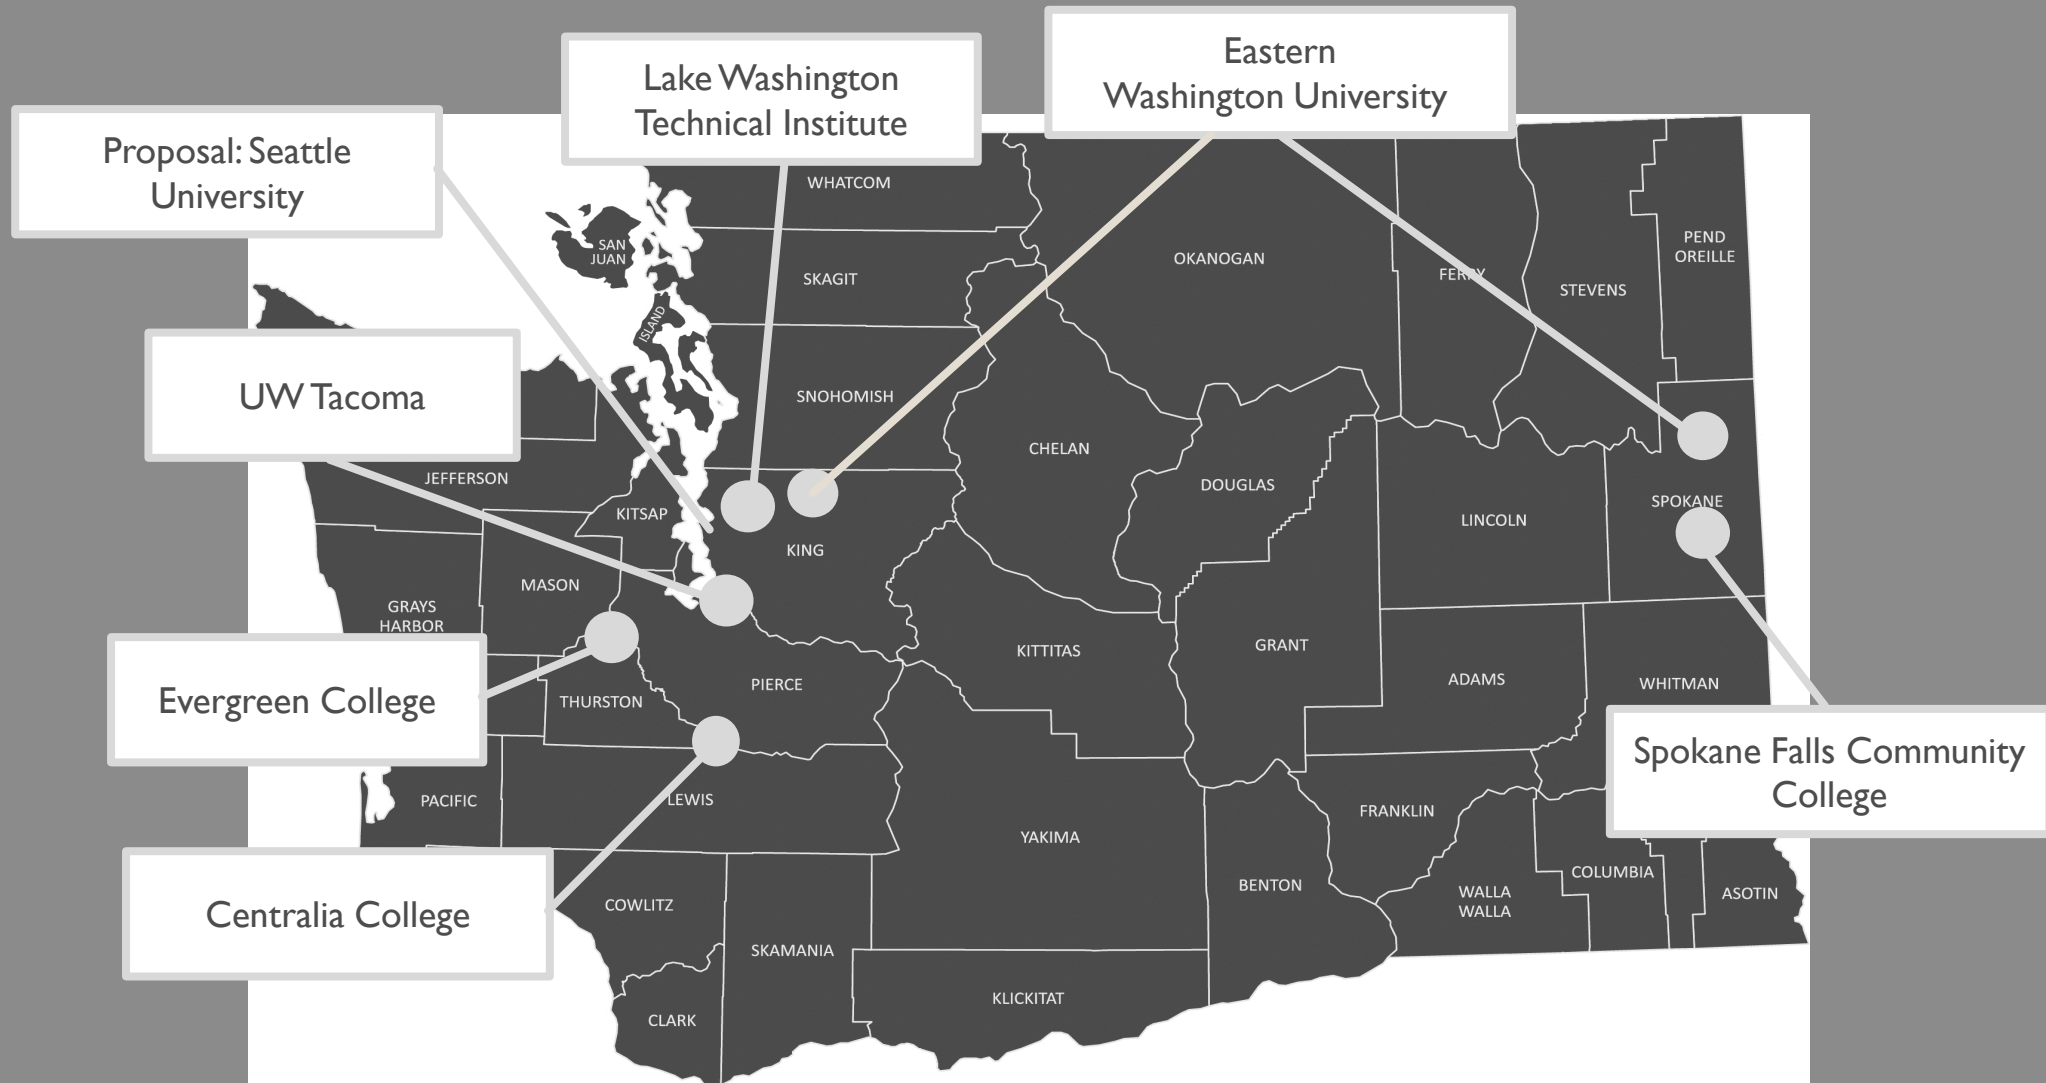 Eastern
Washington University
Lake Washington
Technical Institute
Proposal: Seattle
University
WHATCOM
SAN
JUAN
SKAGIT
OKANOGAN
FERRY
STEVENS
PEND
OREILLE
ISLAND
UW Tacoma
SNOHOMISH
CHELAN
JEFFERSON
KITSAP
DOUGLAS
LINCOLN
SPOKANE
KING
MASON
GRAYS
HARBOR
KITTITAS
GRANT
ADAMS
WHITMAN
Evergreen College
THURSTON
PIERCE
Spokane Falls Community
College
PACIFIC
LEWIS
YAKIMA
FRANKLIN
Centralia College
COWLITZ
SKAMANIA
BENTON
WALLA
WALLA
COLUMBIA
ASOTIN
KLICKITAT
CLARK